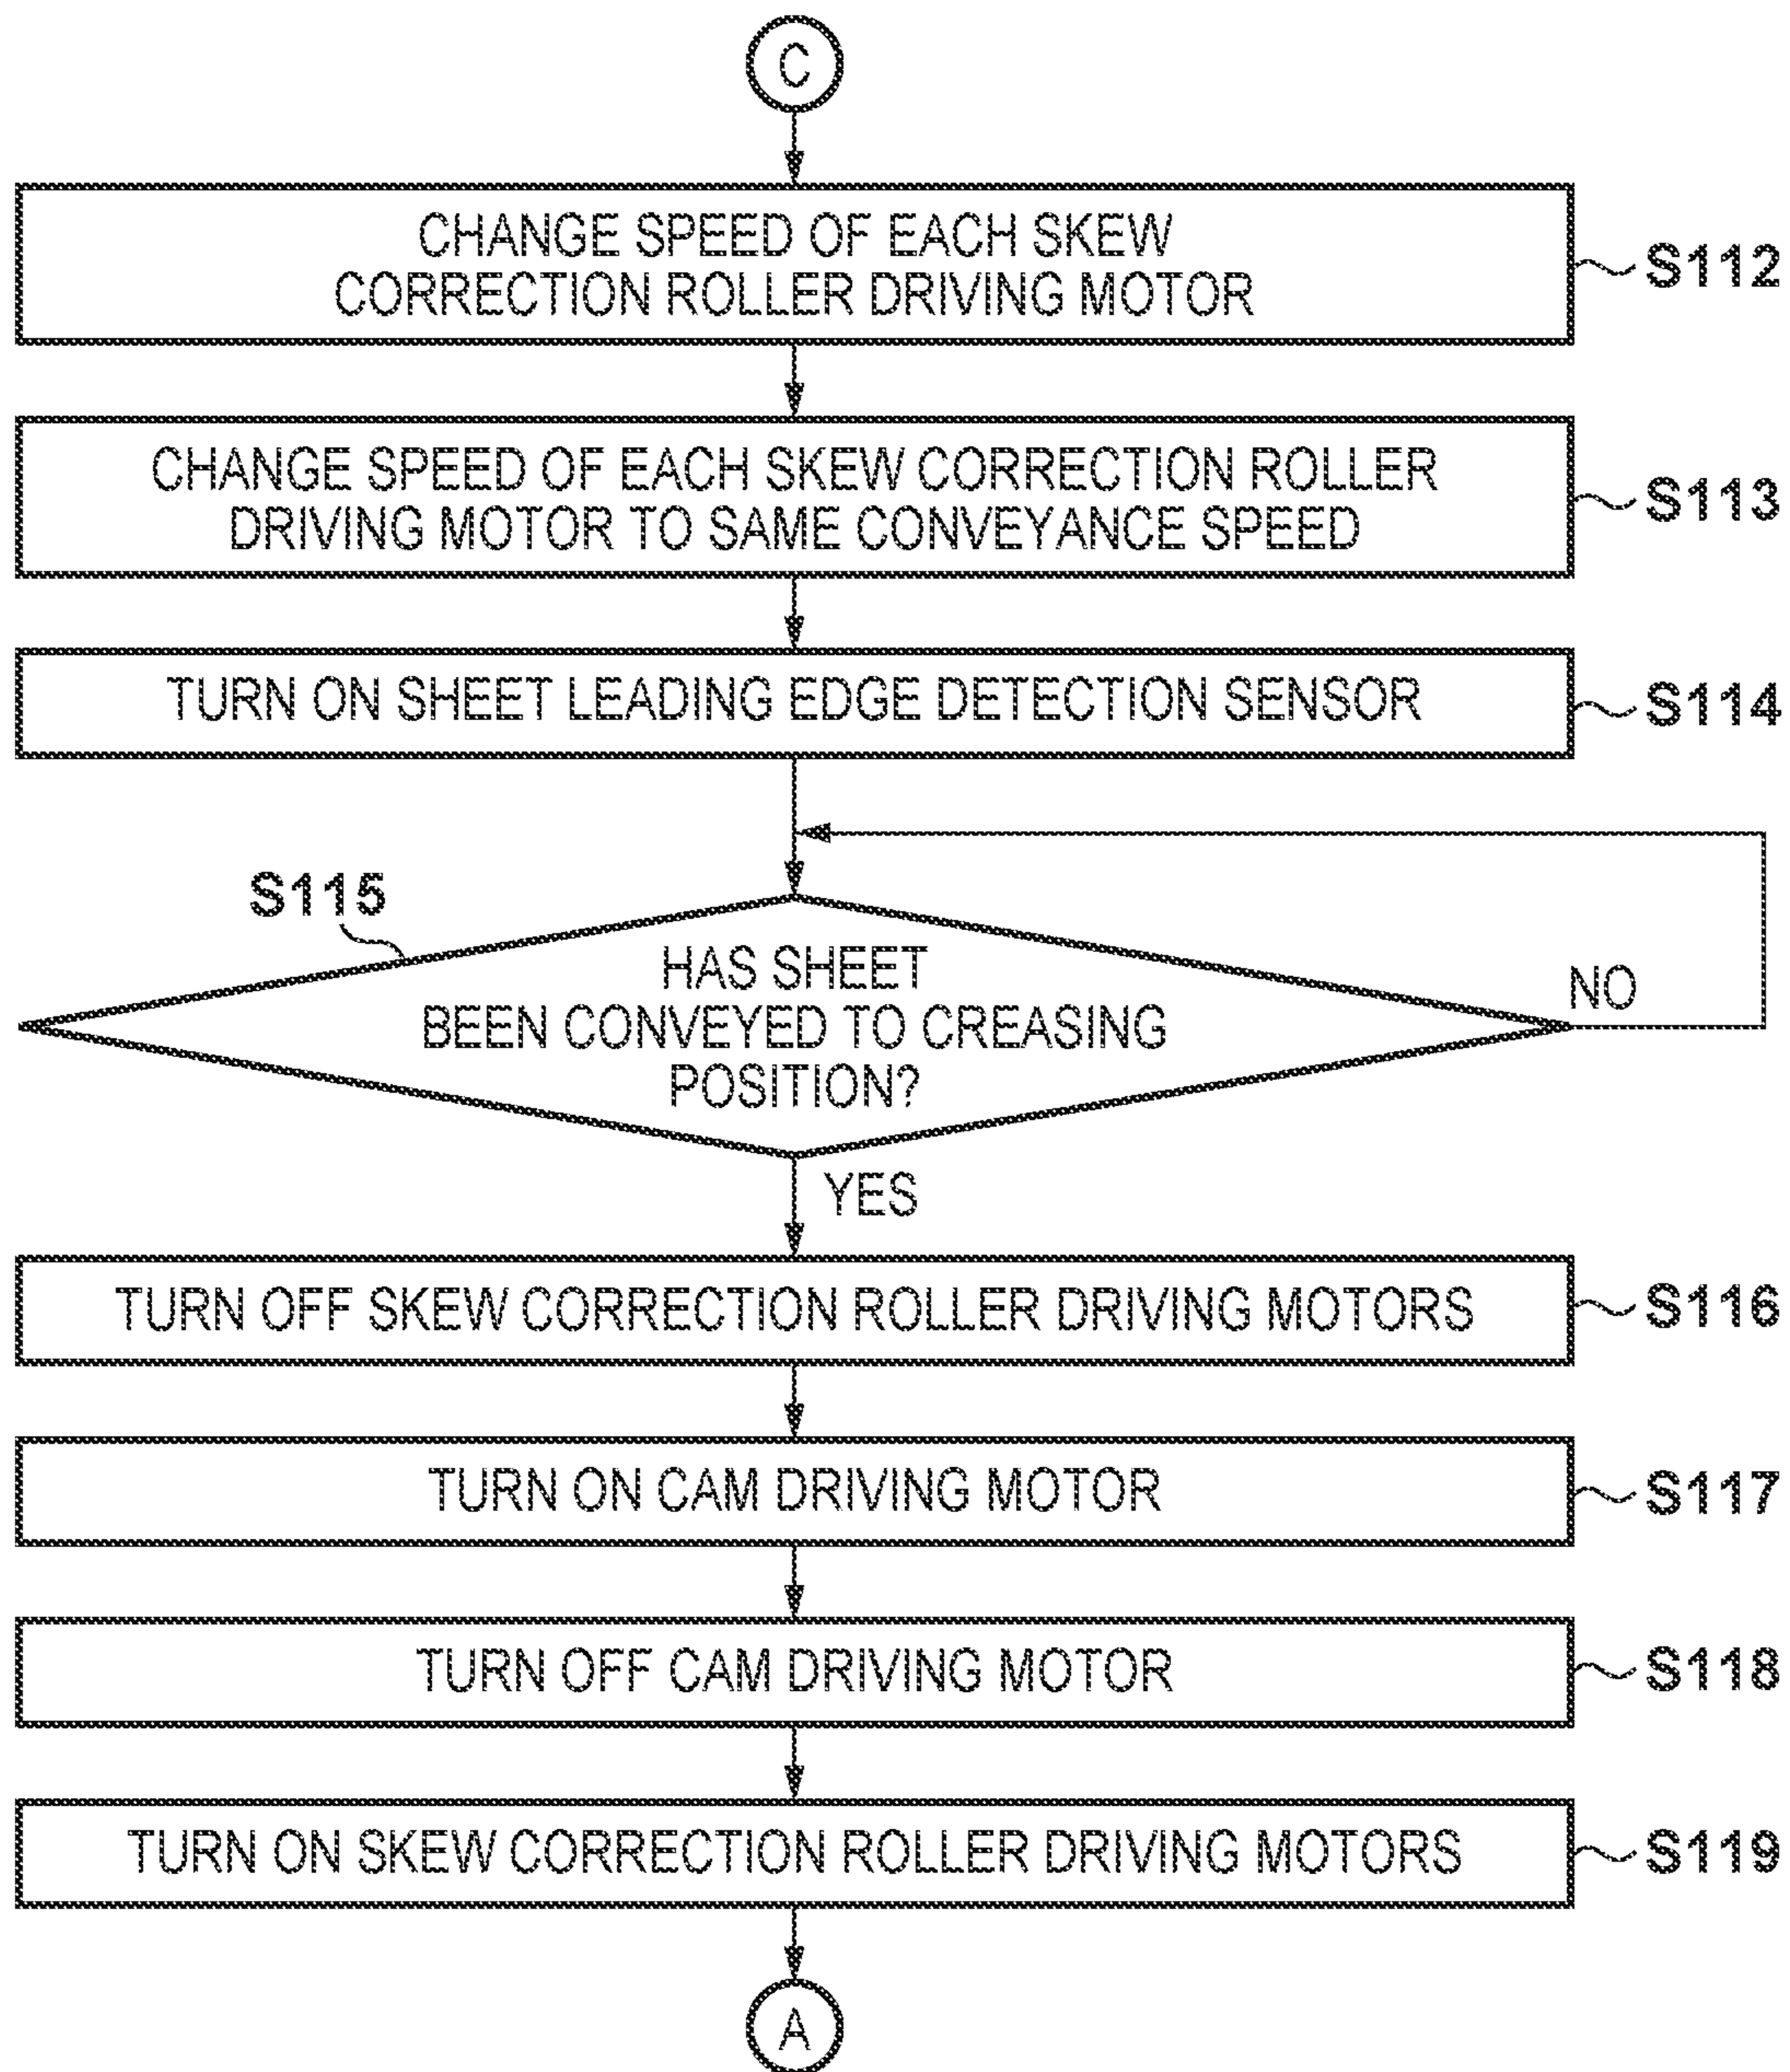 C
CHANGE SPEED OF EACH SKEW
CORRECTION ROLLER DRIVING MOTOR
S112
CHANGE SPEED OF EACH SKEW CORRECTION ROLLER
DRIVING MOTOR TO SAME CONVEYANCE SPEED
S113
TURN ON SHEET LEADING EDGE DETECTION SENSOR
S114
S115
HAS SHEET
BEEN CONVEYED TO CREASING
POSITION?
NO
YES
TURN OFF SKEW CORRECTION ROLLER DRIVING MOTORS
S116
TURN ON CAM DRIVING MOTOR
S117
TURN OFF CAM DRIVING MOTOR
S118
TURN ON SKEW CORRECTION ROLLER DRIVING MOTORS
S119
A